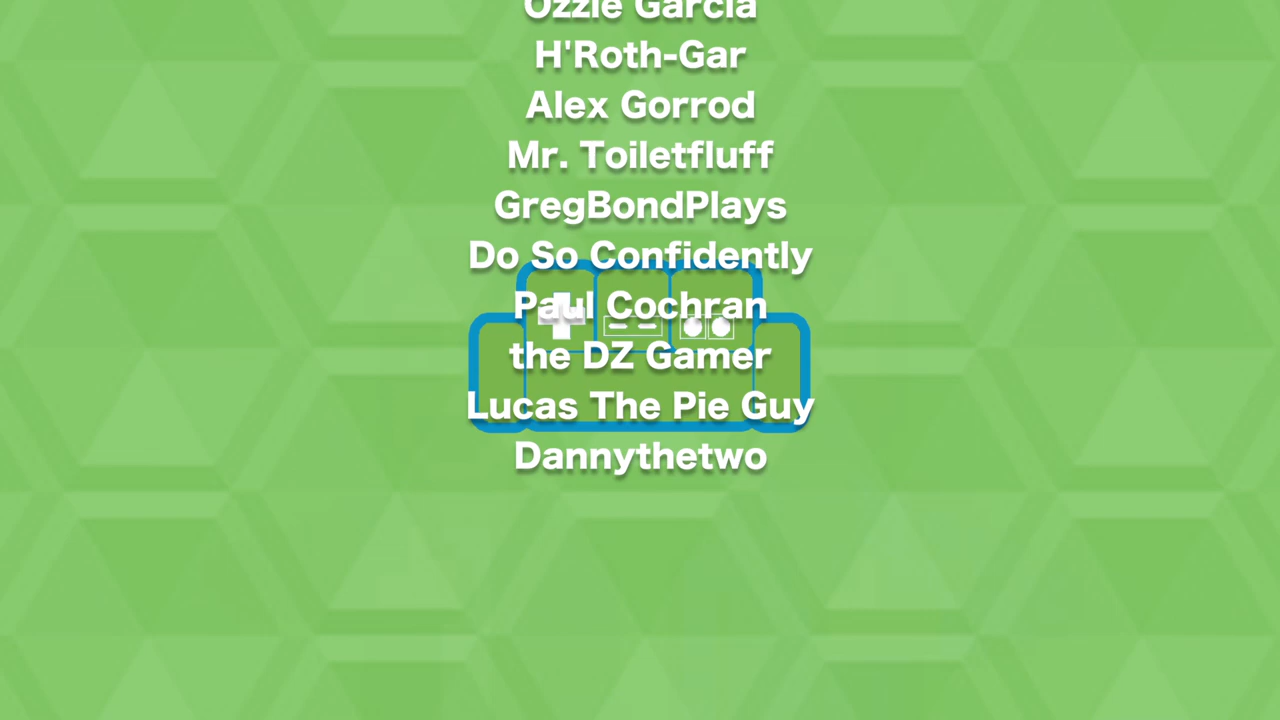 Ozzie Garcia
H'Roth-Gar
Alex Gorrod
Mr. Toiletfluff
GregBondPlays
Do So Confidently
Paul Cochran
the DZ Gamer
Lucas The Pie Guy
Dannythetwo